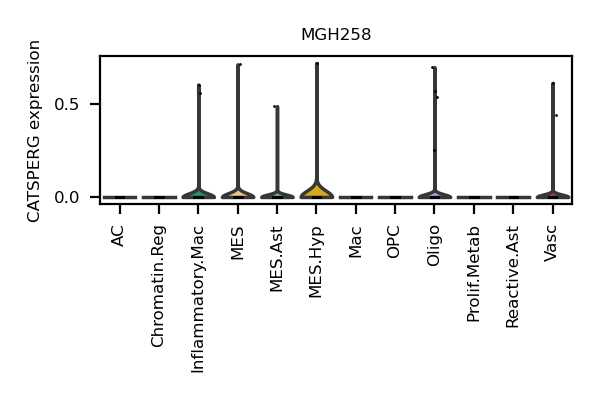 MGH258
CATSPERG expression
0.5
0.0
AC
Chromatin.Reg
Inflammatory.Mac
MES
MES.Ast
MES.Hyp
Mac
OPC
Oligo
Prolif.Metab
Reactive.Ast
Vasc